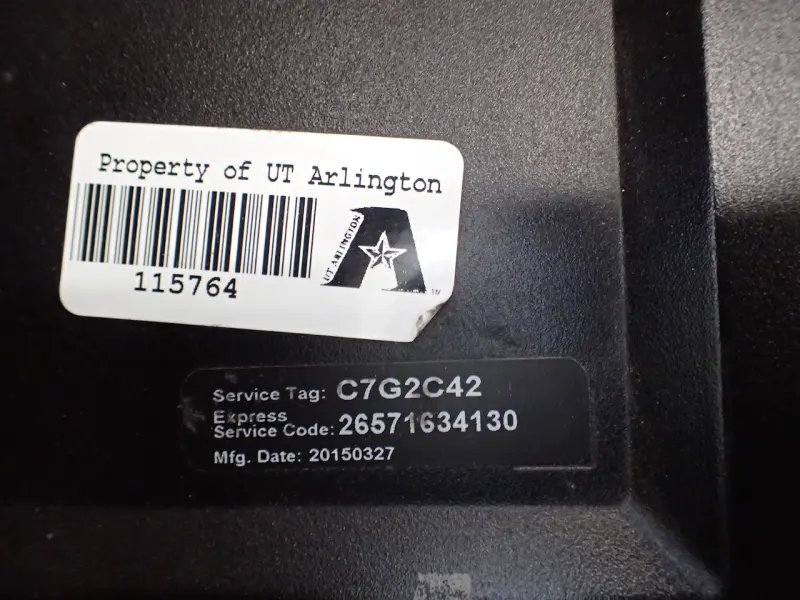 Property of UT Arlington
115764
UT ARLINGTON
Service Tag: C7G2C42
Express
Service Code: 26571634130
Mfg. Date: 20150327